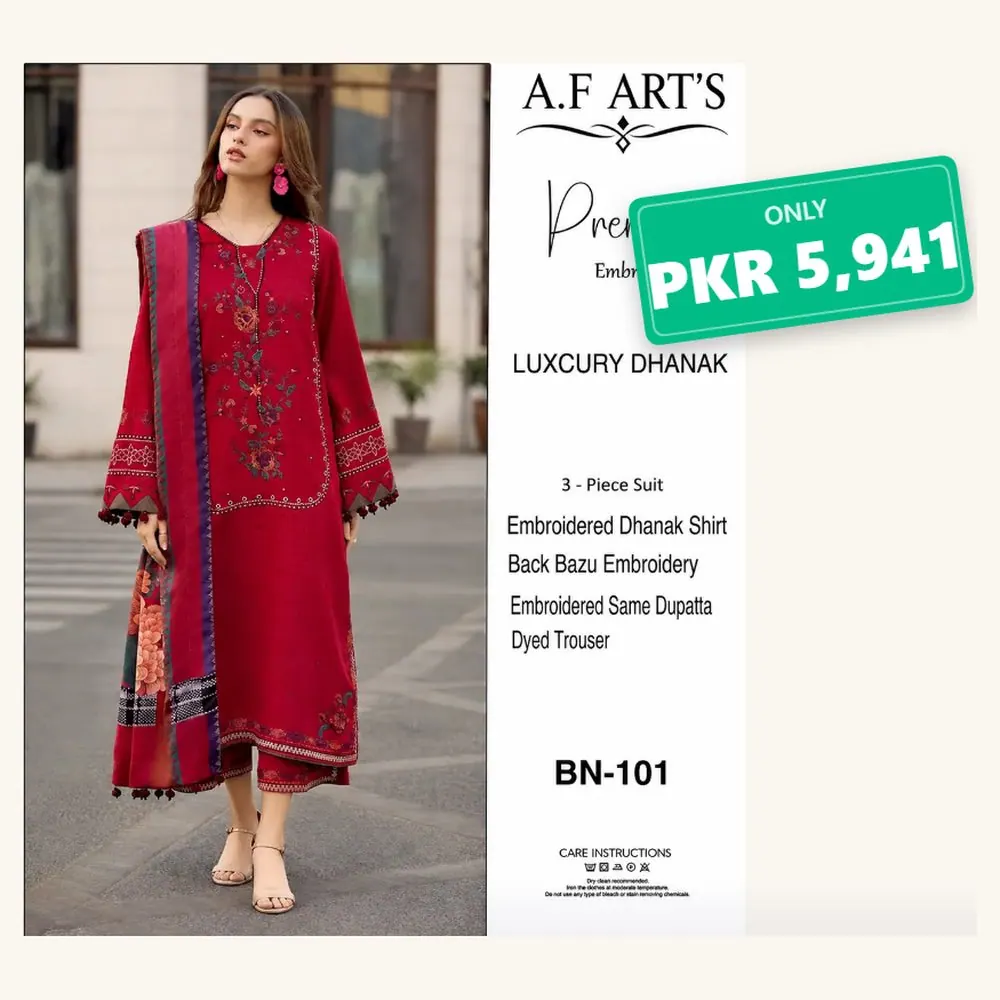 A.F ART'S
ONLY
PKR 5,941
LUXCURY DHANAK
3 - Piece Suit
Embroidered Dhanak Shirt
Back Bazu Embroidery
Embroidered Same Dupatta
Dyed Trouser
BN-101
CARE INSTRUCTIONS
Dry clean recommended.
Iron the clothes at moderate temperature.
Do not use any type of bleach or stain removing chemicals.